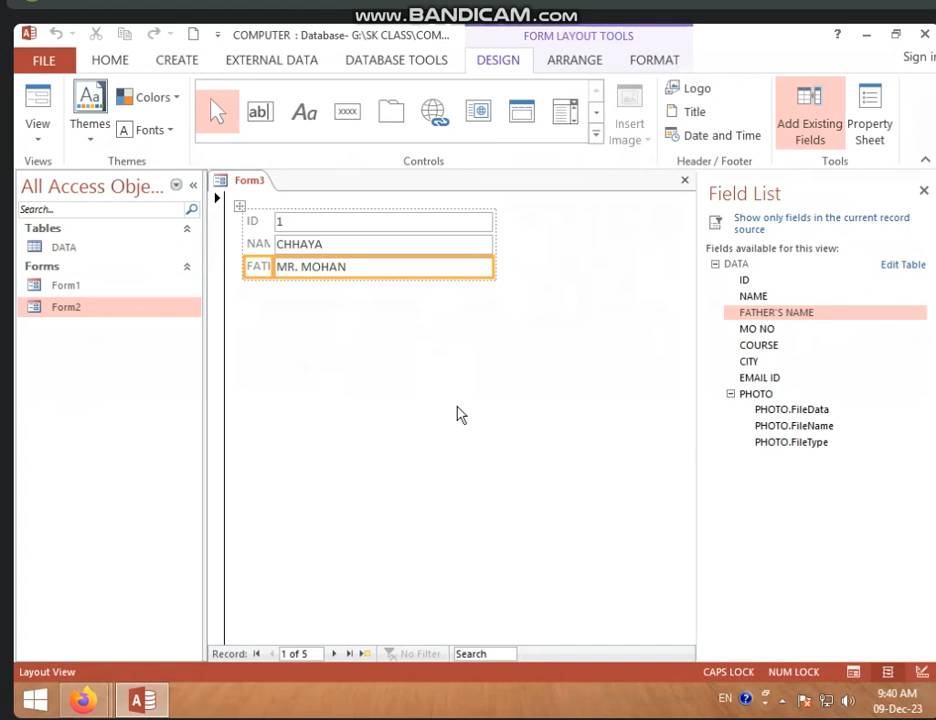 www.BANDICAM.com
COMPUTER : Database- G:\SK CLASS\COM...
FORM LAYOUT TOOLS
?
Sign in
FILE
HOME
CREATE
EXTERNAL DATA
DATABASE TOOLS
DESIGN
ARRANGE
FORMAT
View
Views
Aa
Themes
Colors
A Fonts
Themes
ab|
Aa
xxxx
Controls
Insert
Image
Logo
Title
Date and Time
Header / Footer
Add Existing
Fields
Property
Sheet
Tools
All Access Obje...
Search...
Tables
DATA
Forms
Form1
Form2
Form3
ID 1
NAM CHHAYA
FATI MR. MOHAN
Field List
Show only fields in the current record
source
Fields available for this view:
DATA
Edit Table
ID
NAME
FATHER'S NAME
MO NO
COURSE
CITY
EMAIL ID
PHOTO
PHOTO.FileData
PHOTO.FileName
PHOTO.FileType
Record:
1 of 5
No Filter
Search
Layout View
CAPS LOCK
NUM LOCK
EN
9:40 AM
09-Dec-23